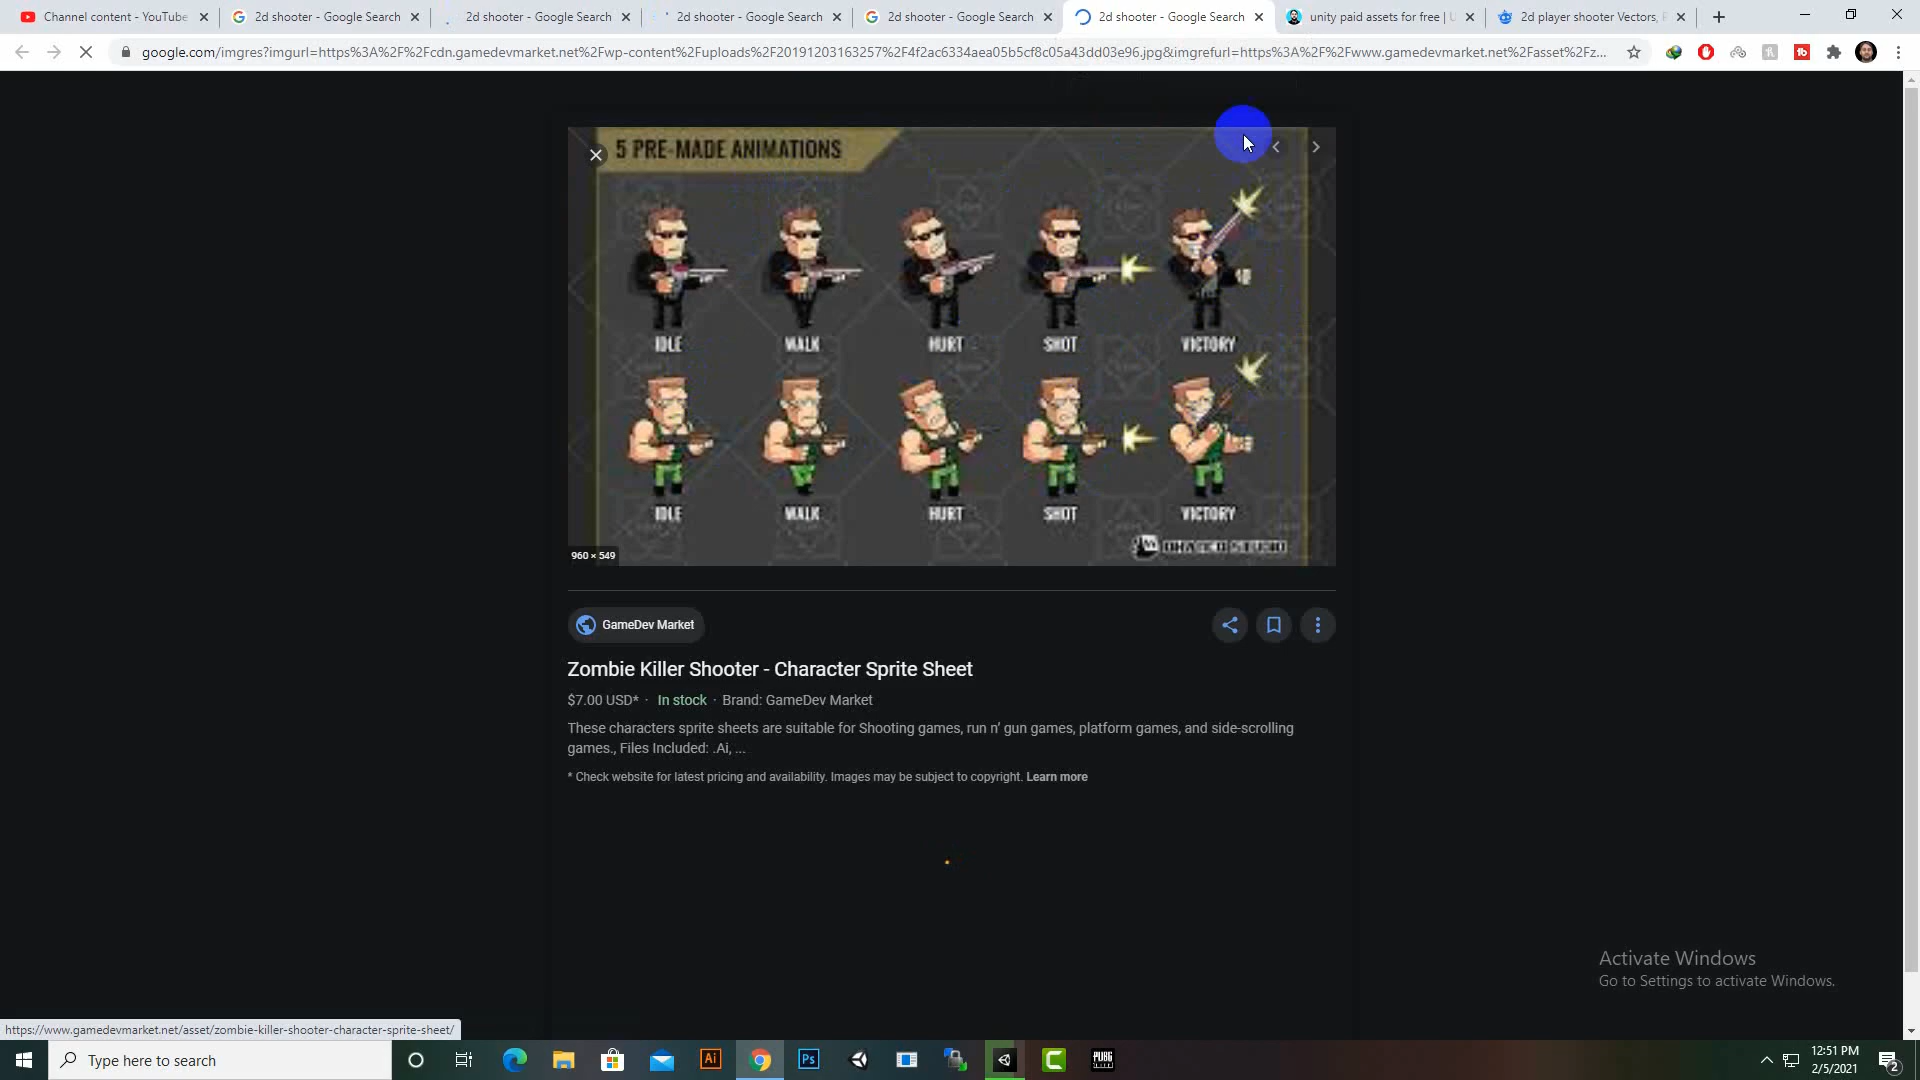 Channel content - YouTube
2d shooter - Google Search
2d shooter - Google Search
2d shooter - Google Search
2d shooter - Google Search
2d shooter - Google Search
unity paid assets for free | U
2d player shooter Vectors, F
google.com/imgres?imgurl=https%3A%2F%2Fcdn.gamedevmarket.net%2Fwp-content%2Fuploads%2F20191203163257%2F4f2ac6334aea05b5cf8c05a43dd03e96.jpg&imgrefurl=https%3A%2F%2Fwww.gamedevmarket.net%2Fasset%2Fz...
5 PRE-MADE ANIMATIONS
IDLE WALK HURT SHOT VICTORY
IDLE WALK HURT SHOT VICTORY
960 × 549
GameDev Market
Zombie Killer Shooter - Character Sprite Sheet
$7.00 USD* · In stock · Brand: GameDev Market
These characters sprite sheets are suitable for Shooting games, run n’ gun games, platform games, and side-scrolling
games., Files Included: .Ai, ...
* Check website for latest pricing and availability. Images may be subject to copyright. Learn more
Activate Windows
Go to Settings to activate Windows.
https://www.gamedevmarket.net/asset/zombie-killer-shooter-character-sprite-sheet/
Type here to search
Ai
Ps
PUBG
12:51 PM
2/5/2021
2